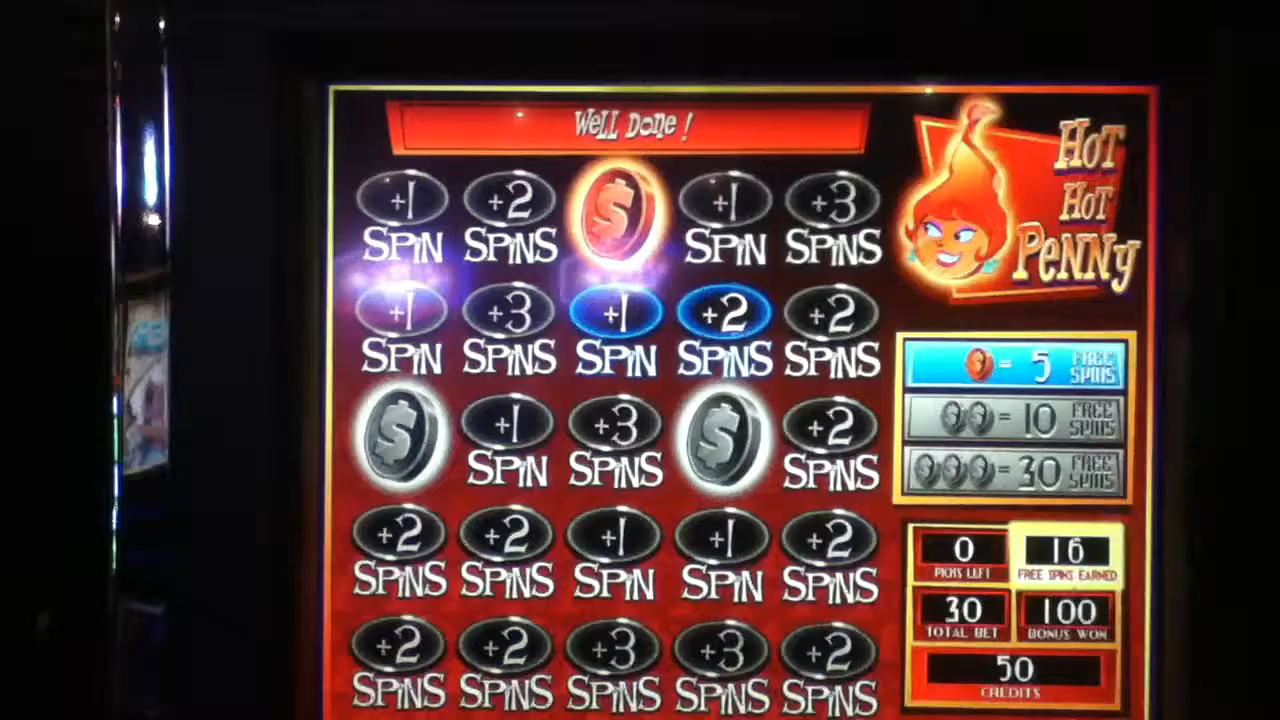 WELL DONE!
HOT
HOT
PENNY
+1 +2 $ +1 +3
SPIN SPINS SPIN SPINS
+1 +3 +1 +2 +2
SPIN SPINS SPIN SPINS SPINS
$ +1 +3 $ +2
SPIN SPINS SPINS
+2 +2 +1 +1 +2
SPINS SPINS SPIN SPIN SPINS
+2 +2 +3 +3 +2
SPINS SPINS SPINS SPINS SPINS
= 5 FREE SPINS
= 10 FREE SPINS
= 30 FREE SPINS
0 16
PICKS LEFT FREE SPINS EARNED
30 100
TOTAL BET BONUS WON
50
CREDITS